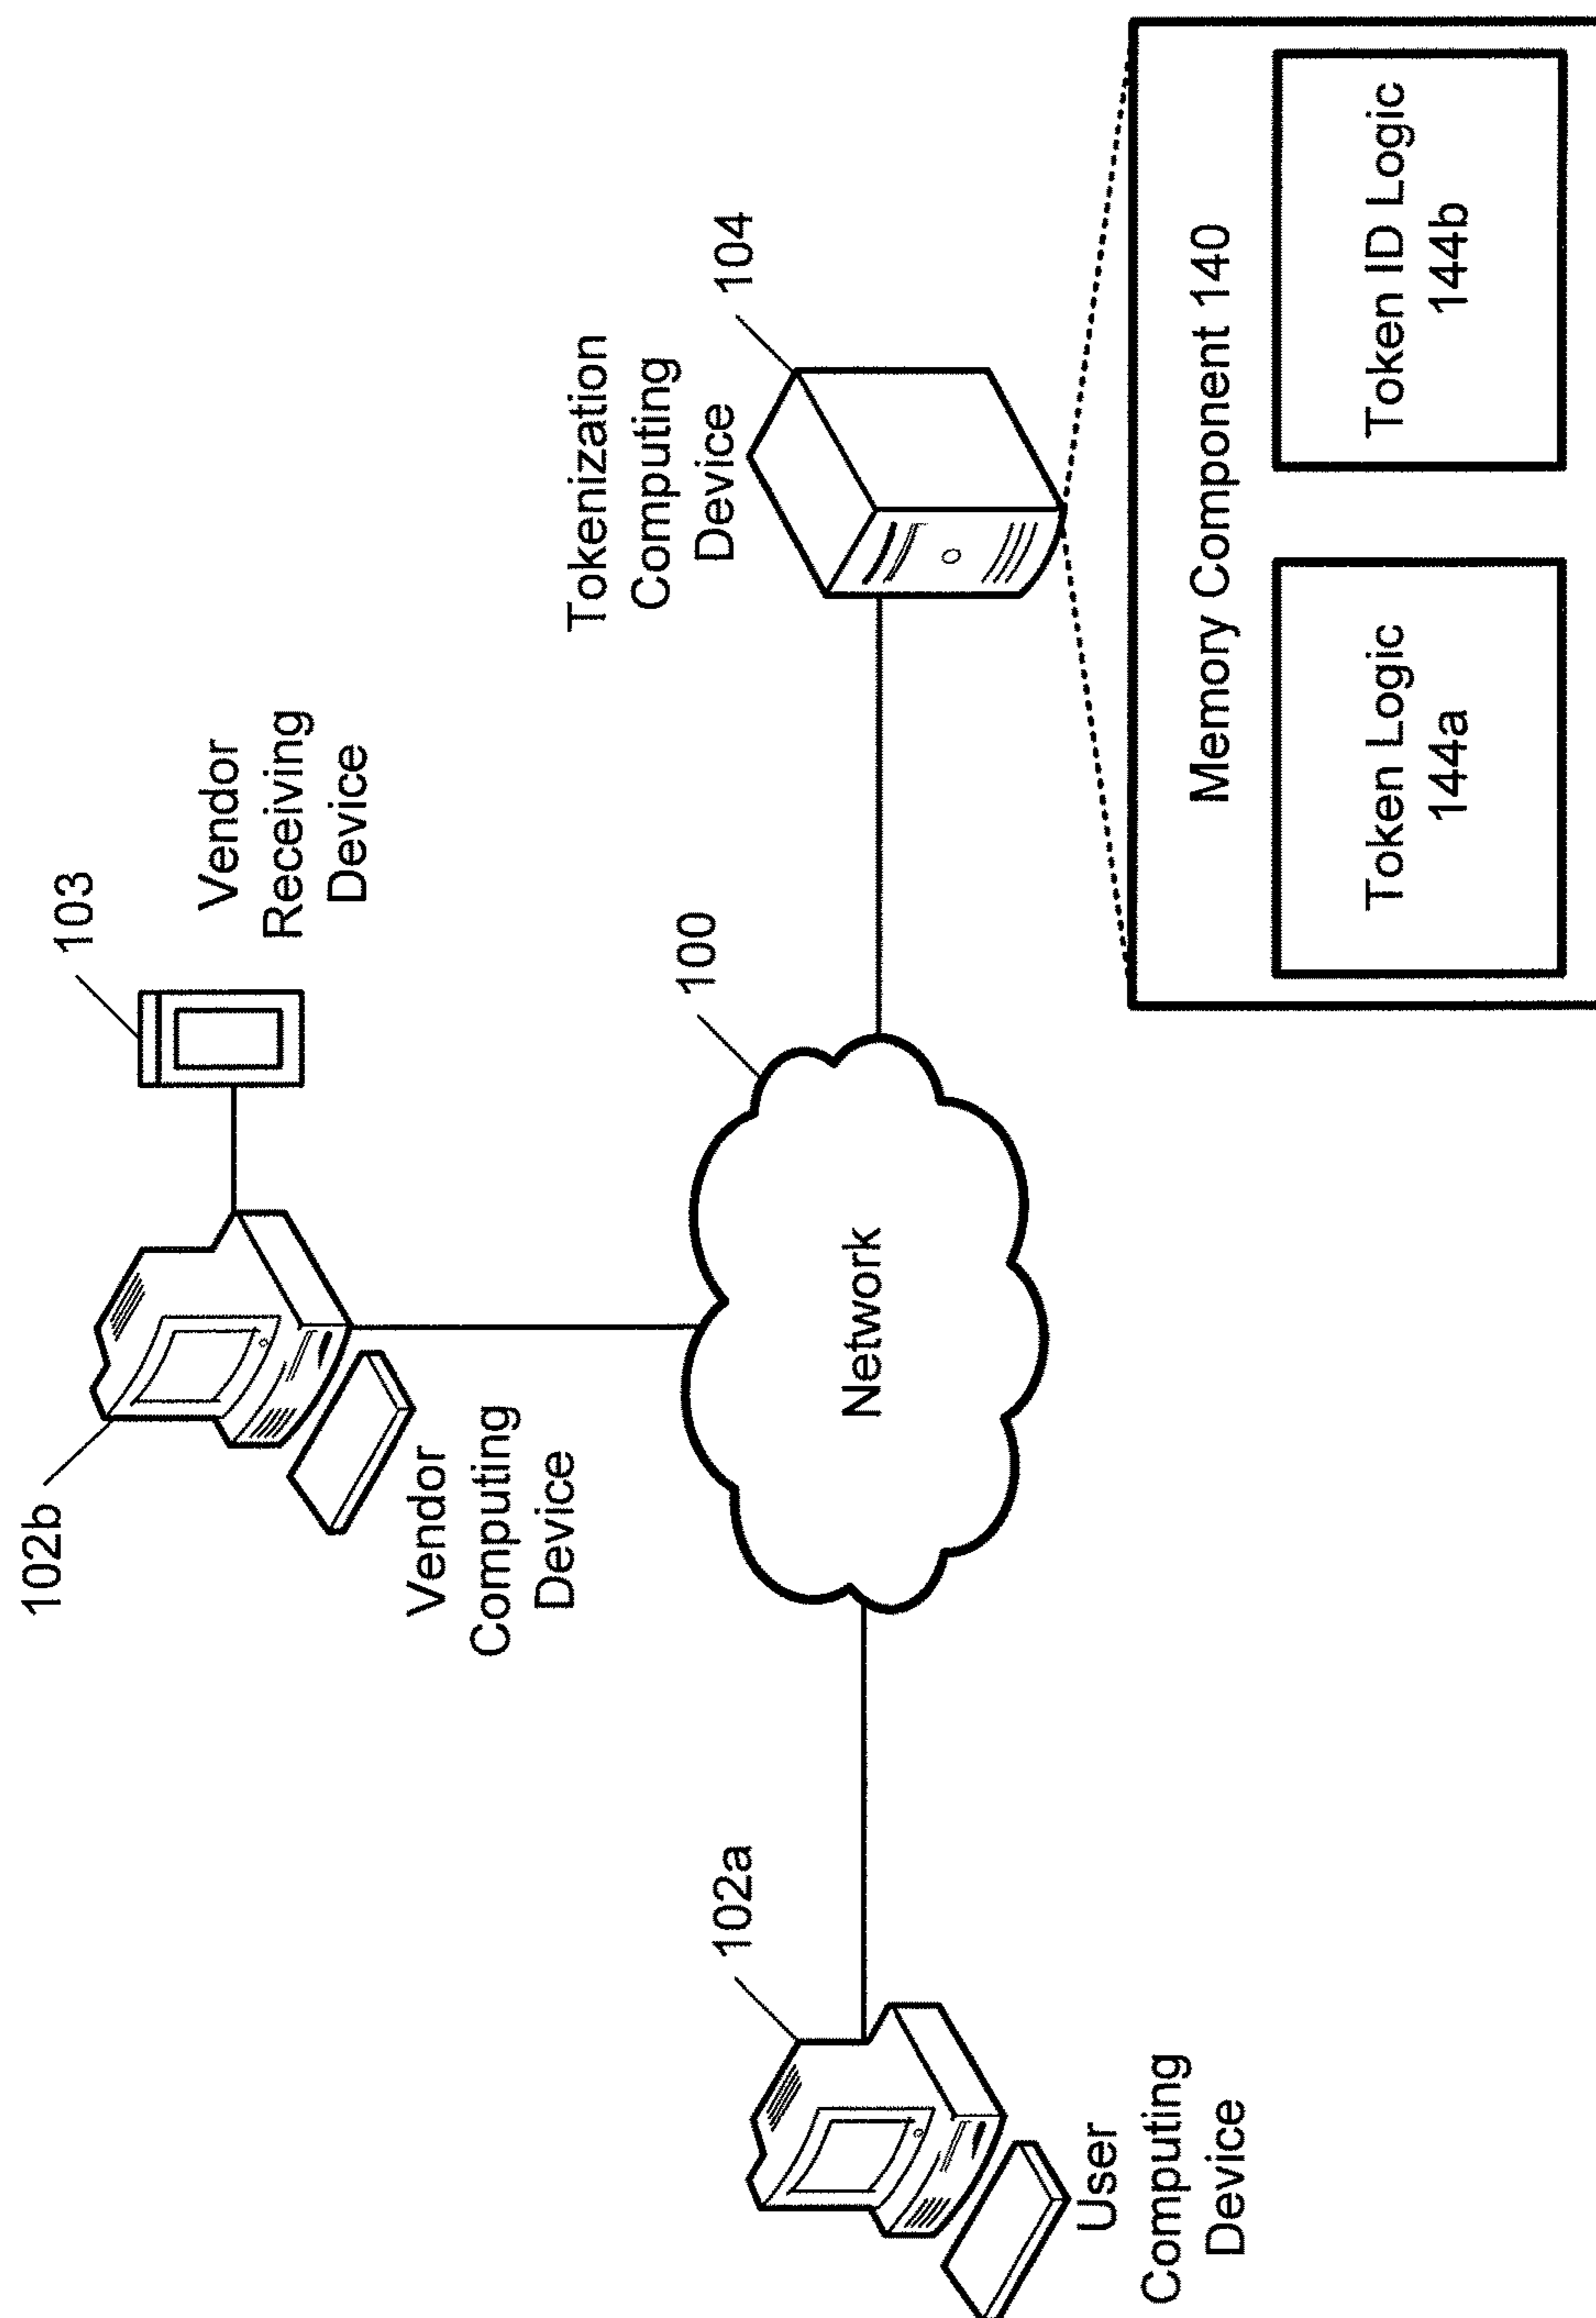 102b
103
Vendor
Receiving
Device
Vendor
Computing
Device
Tokenization
Computing
Device
104
100
102a
Network
User
Computing
Device
Memory Component 140
Token Logic
144a
Token ID Logic
144b